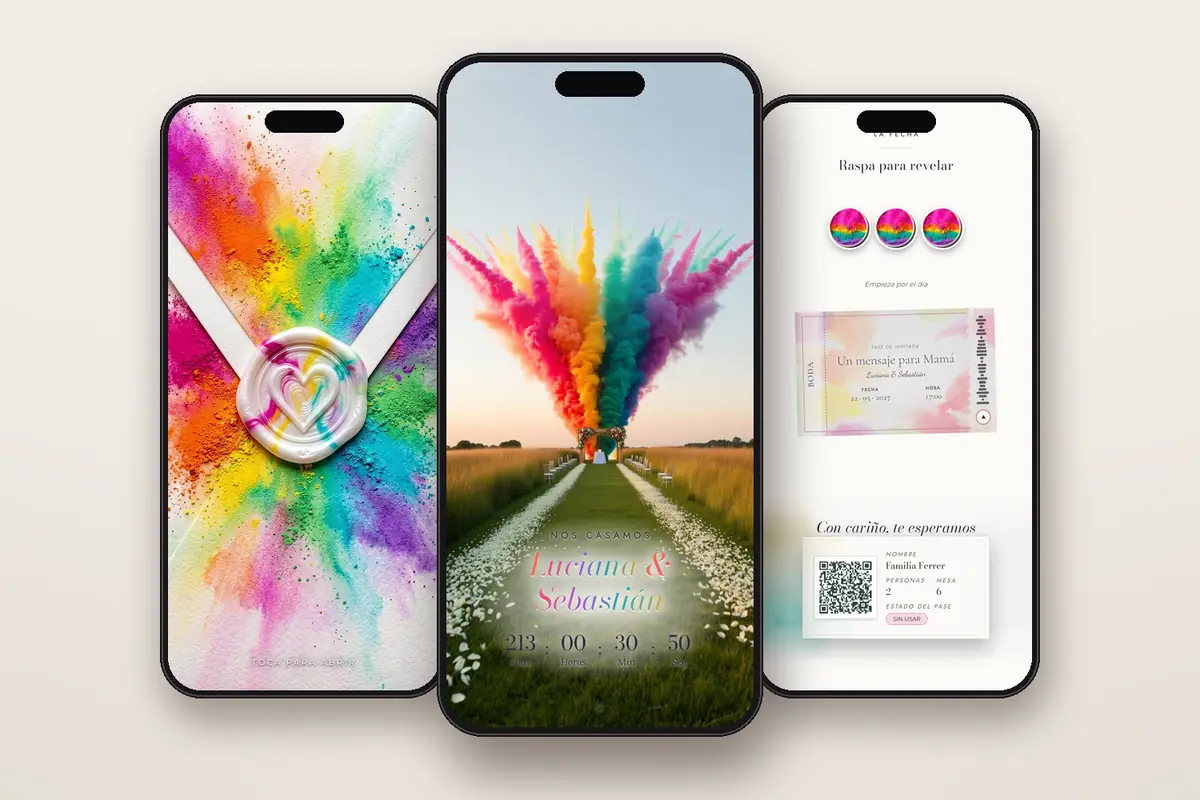 TOCA PARA ABRIR
NOS CASAMOS
Luciana &
Sebastián
213 : 00 : 30 : 50
Días Horas Min Seg
LA FECHA
Raspa para revelar
Empieza por el día
BODA
PASE DE INVITADA
Un mensaje para Mamá
Luciana & Sebastián
FECHA HORA
22 · 05 · 2027 17:00
Con cariño, te esperamos
NOMBRE
Familia Ferrer
PERSONAS MESA
2 6
ESTADO DEL PASE
SIN USAR